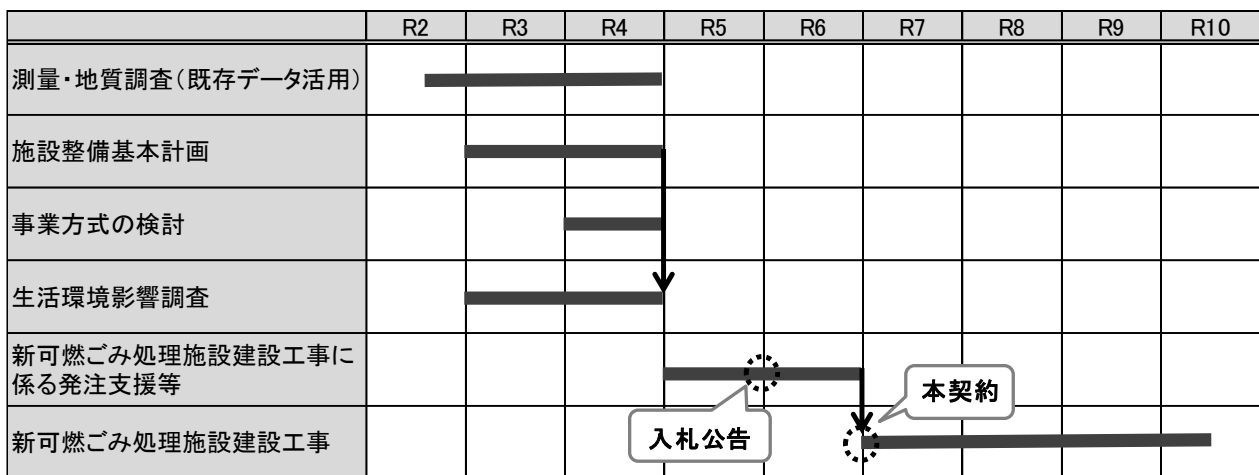 R2 R3 R4 R5 R6 R7 R8 R9 R10
測量・地質調査(既存データ活用)
施設整備基本計画
事業方式の検討
生活環境影響調査
新可燃ごみ処理施設建設工事に
係る発注支援等
本契約
入札公告
新可燃ごみ処理施設建設工事